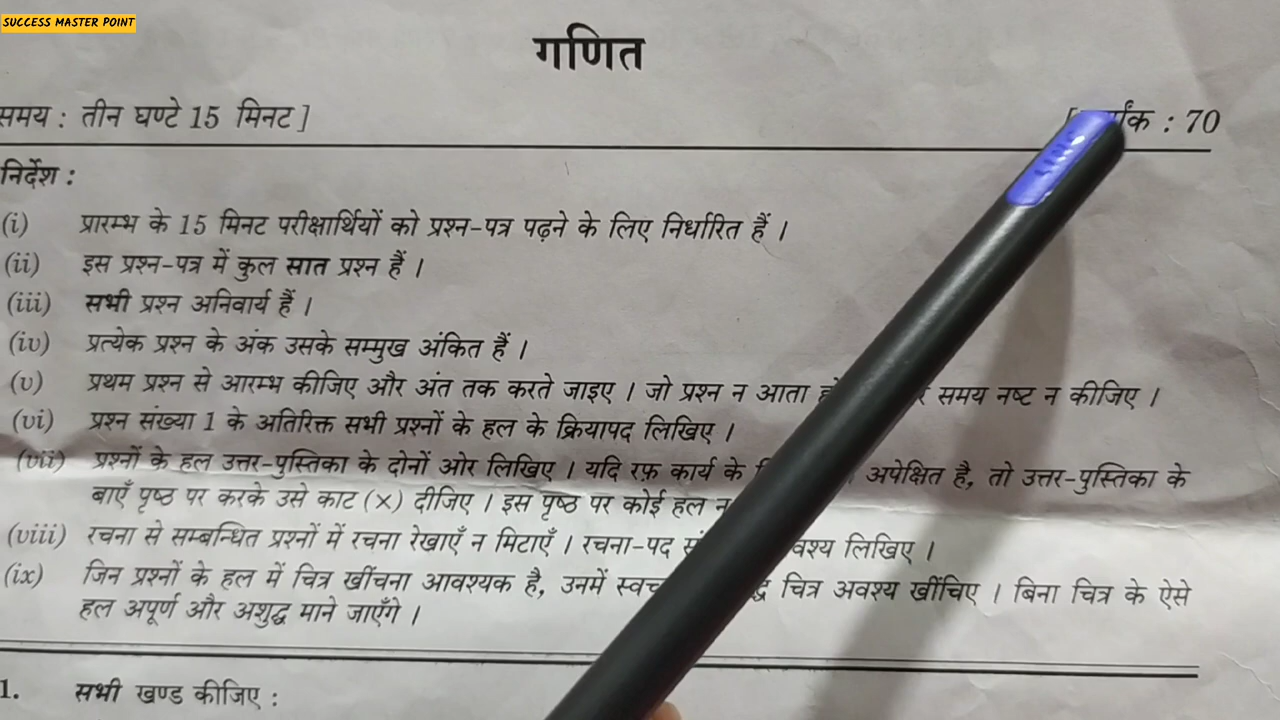 SUCCESS MASTER POINT
गणित
समय : तीन घण्टे 15 मिनट ]
: 70
निर्देश :
(i) प्रारम्भ के 15 मिनट परीक्षार्थियों को प्रश्न-पत्र पढ़ने के लिए निर्धारित हैं ।
(ii) इस प्रश्न-पत्र में कुल सात प्रश्न हैं ।
(iii) सभी प्रश्न अनिवार्य हैं ।
(iv) प्रत्येक प्रश्न के अंक उसके सम्मुख अंकित हैं ।
(v) प्रथम प्रश्न से आरम्भ कीजिए और अंत तक करते जाइए । जो प्रश्न न आता समय नष्ट न कीजिए ।
(vi) प्रश्न संख्या 1 के अतिरिक्त सभी प्रश्नों के हल के क्रियापद लिखिए ।
(vii) प्रश्नों के हल उत्तर-पुस्तिका के दोनों ओर लिखिए । यदि रफ़ कार्य के अपेक्षित है, तो उत्तर-पुस्तिका के
बाएँ पृष्ठ पर करके उसे काट (×) दीजिए । इस पृष्ठ पर कोई हल
(viii) रचना से सम्बन्धित प्रश्नों में रचना रेखाएँ न मिटाएँ । रचना-पद लिखिए ।
(ix) जिन प्रश्नों के हल में चित्र खींचना आवश्यक है, उनमें चित्र अवश्य खींचिए । बिना चित्र के ऐसे
हल अपूर्ण और अशुद्ध माने जाएँगे ।
1. सभी खण्ड कीजिए :